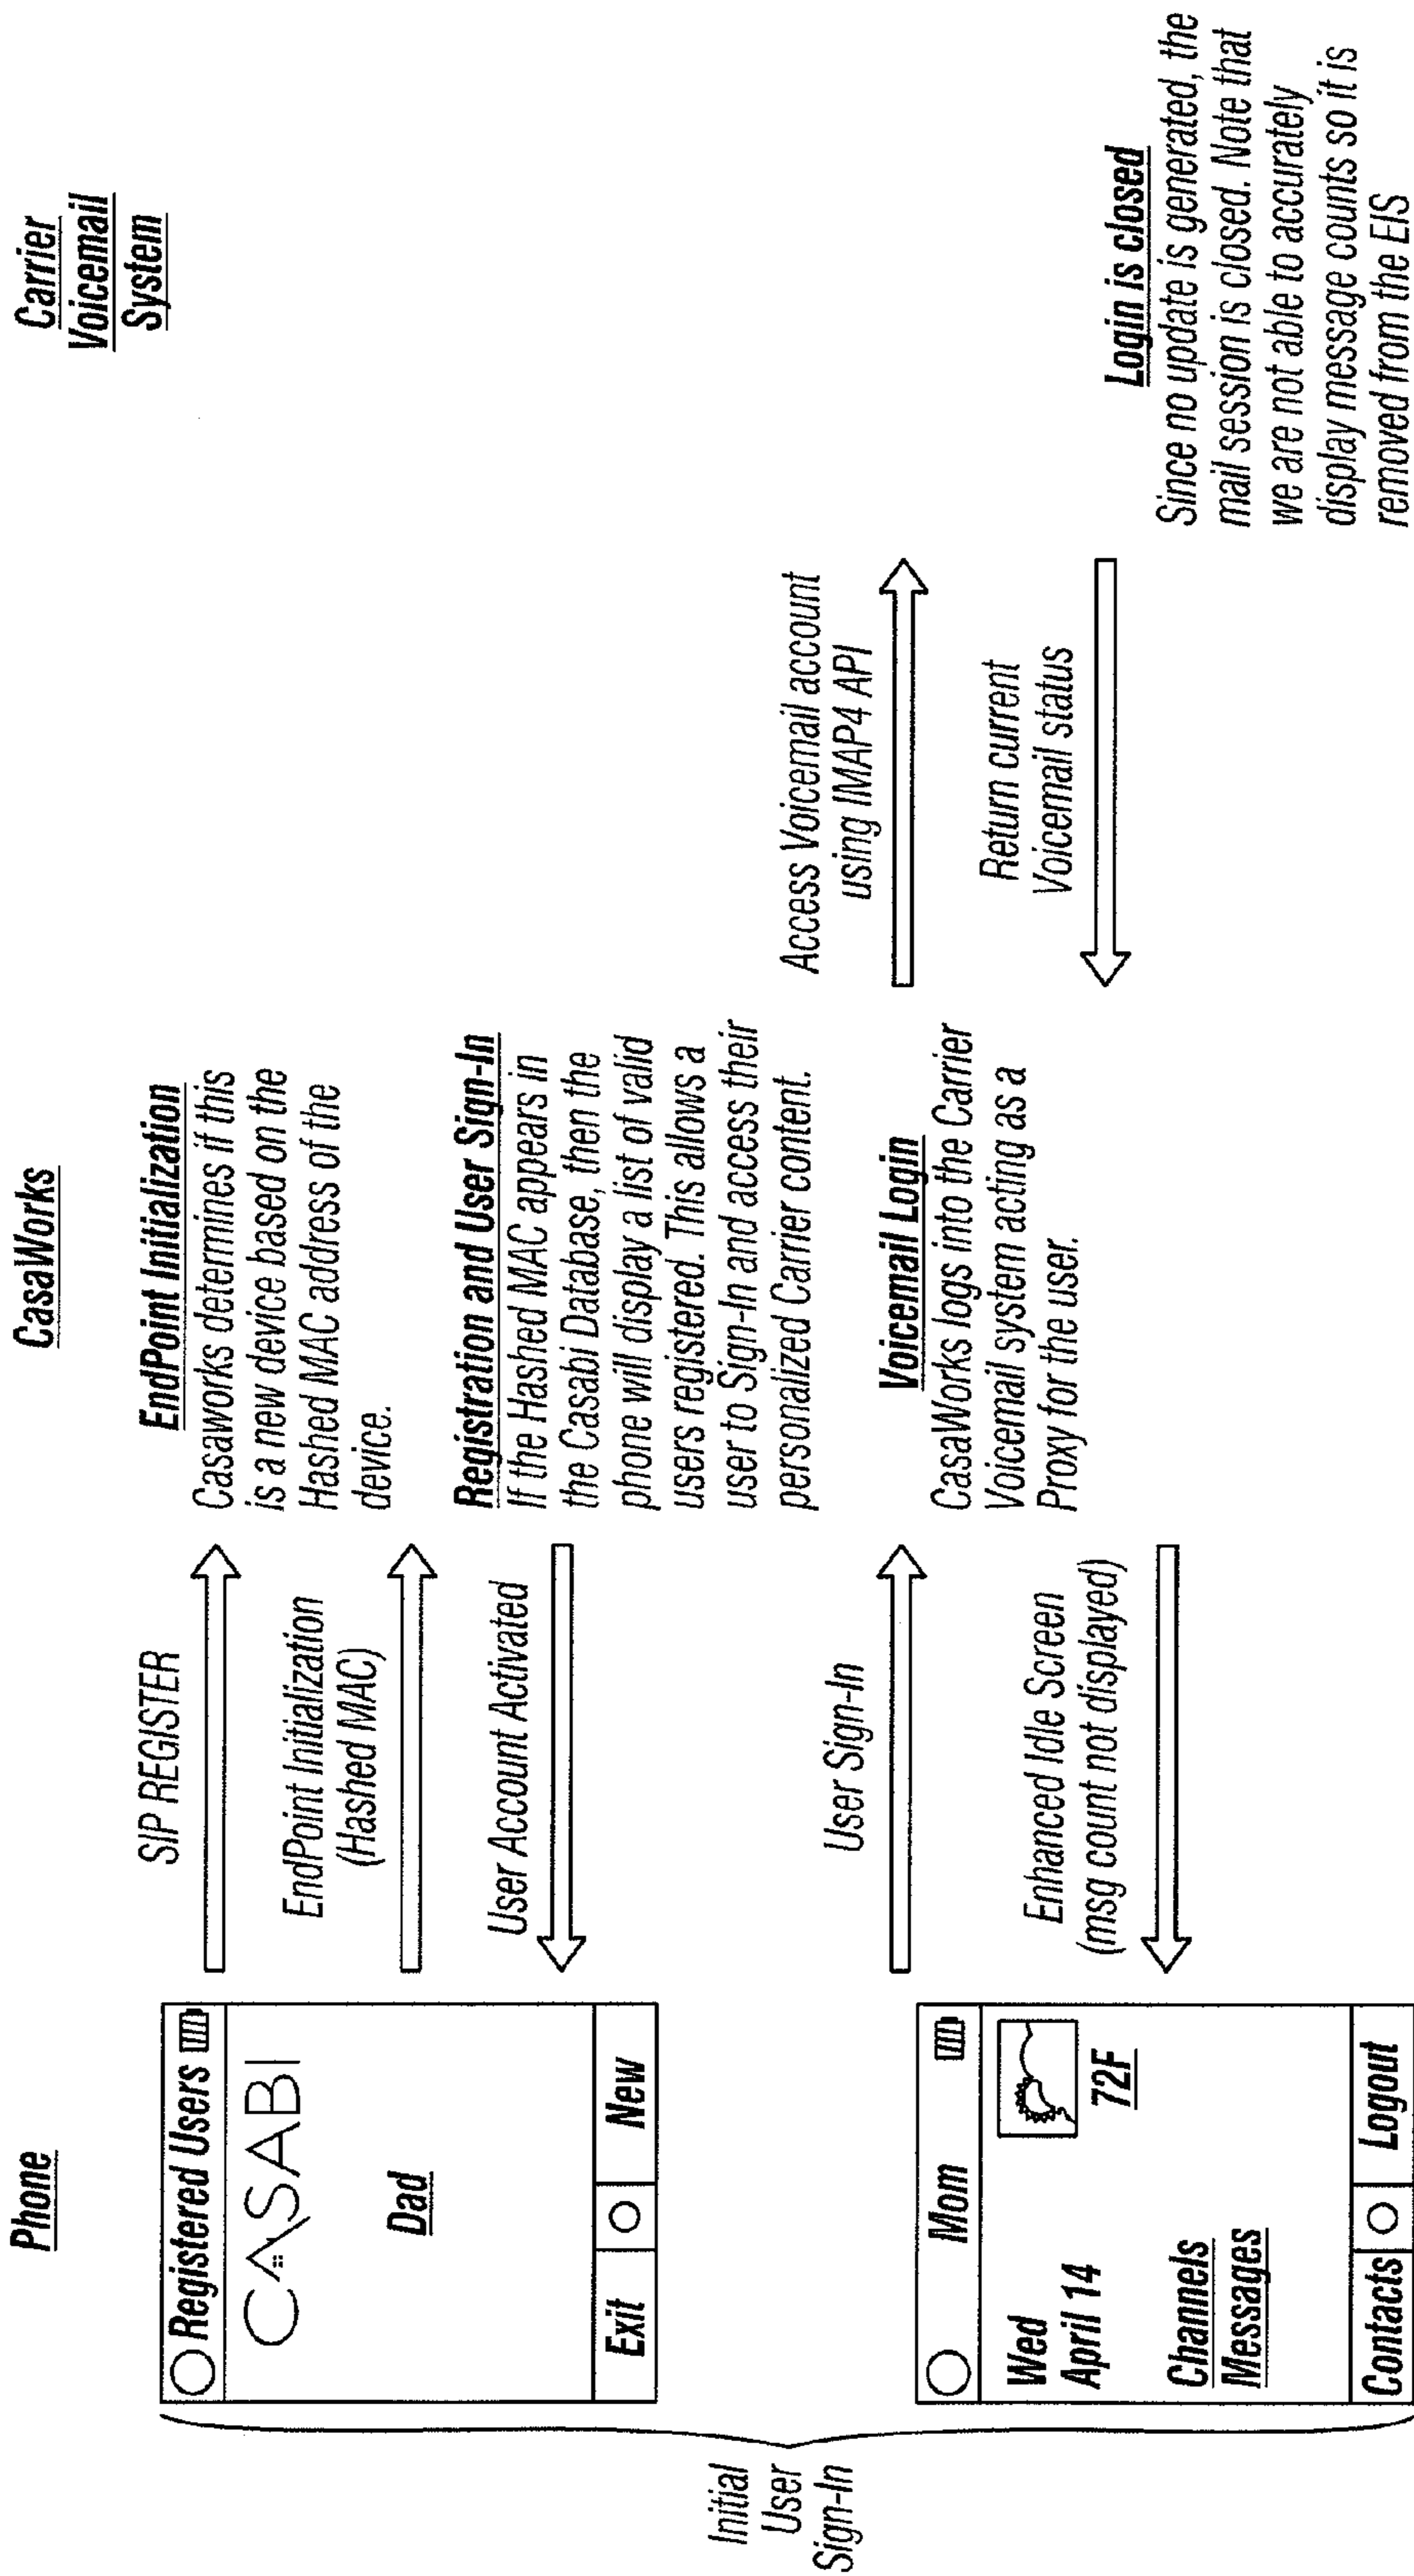 Phone
CasaWorks
Carrier
Voicemail
System
Initial
User
Sign-In
Registered Users
CASABI
Dad
Exit
New
SIP REGISTER
EndPoint Initialization
(Hashed MAC)
User Account Activated
EndPoint Initialization
Casaworks determines if this
is a new device based on the
Hashed MAC address of the
device.
Registration and User Sign-In
If the Hashed MAC appears in
the Casabi Database, then the
phone will display a list of valid
users registered. This allows a
user to Sign-In and access their
personalized Carrier content.
Mom
Wed
April 14
72F
Channels
Messages
Contacts
Logout
User Sign-In
Enhanced Idle Screen
(msg count not displayed)
Voicemail Login
CasaWorks logs into the Carrier
Voicemail system acting as a
Proxy for the user.
Access Voicemail account
using IMAP4 API
Return current
Voicemail status
Login is closed
Since no update is generated, the
mail session is closed. Note that
we are not able to accurately
display message counts so it is
removed from the EIS